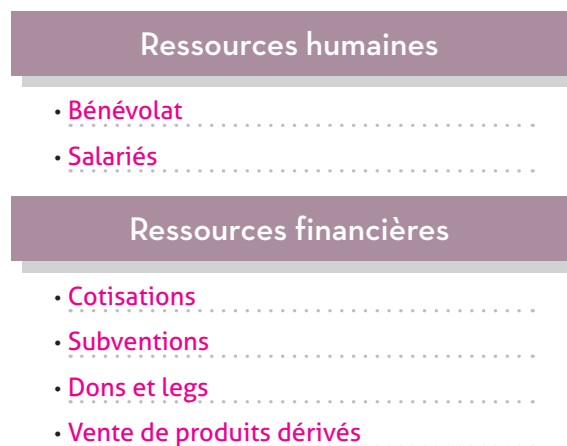 Ressources humaines
• Bénévolat
• Salariés
Ressources financières
• Cotisations
• Subventions
• Dons et legs
• Vente de produits dérivés